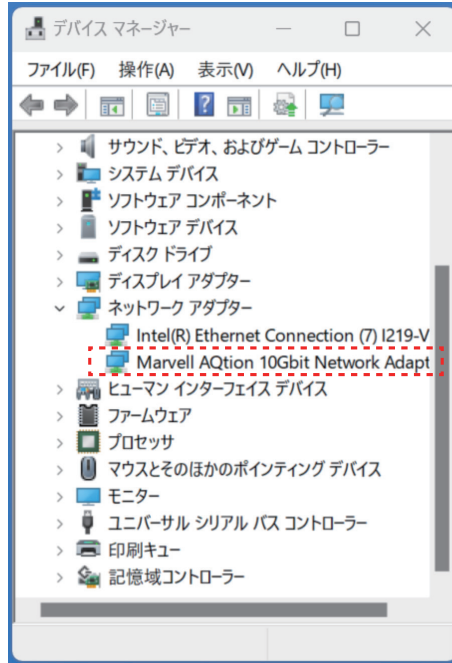 デバイス マネージャー
ファイル(F) 操作(A) 表示(V) ヘルプ(H)
サウンド、ビデオ、およびゲーム コントローラー
システム デバイス
ソフトウェア コンポーネント
ソフトウェア デバイス
ディスク ドライブ
ディスプレイ アダプター
ネットワーク アダプター
Intel(R) Ethernet Connection (7) I219-V
Marvell AQtion 10Gbit Network Adapt
ヒューマン インターフェイス デバイス
ファームウェア
プロセッサ
マウスとそのほかのポインティング デバイス
モニター
ユニバーサル シリアル バス コントローラー
印刷キュー
記憶域コントローラー